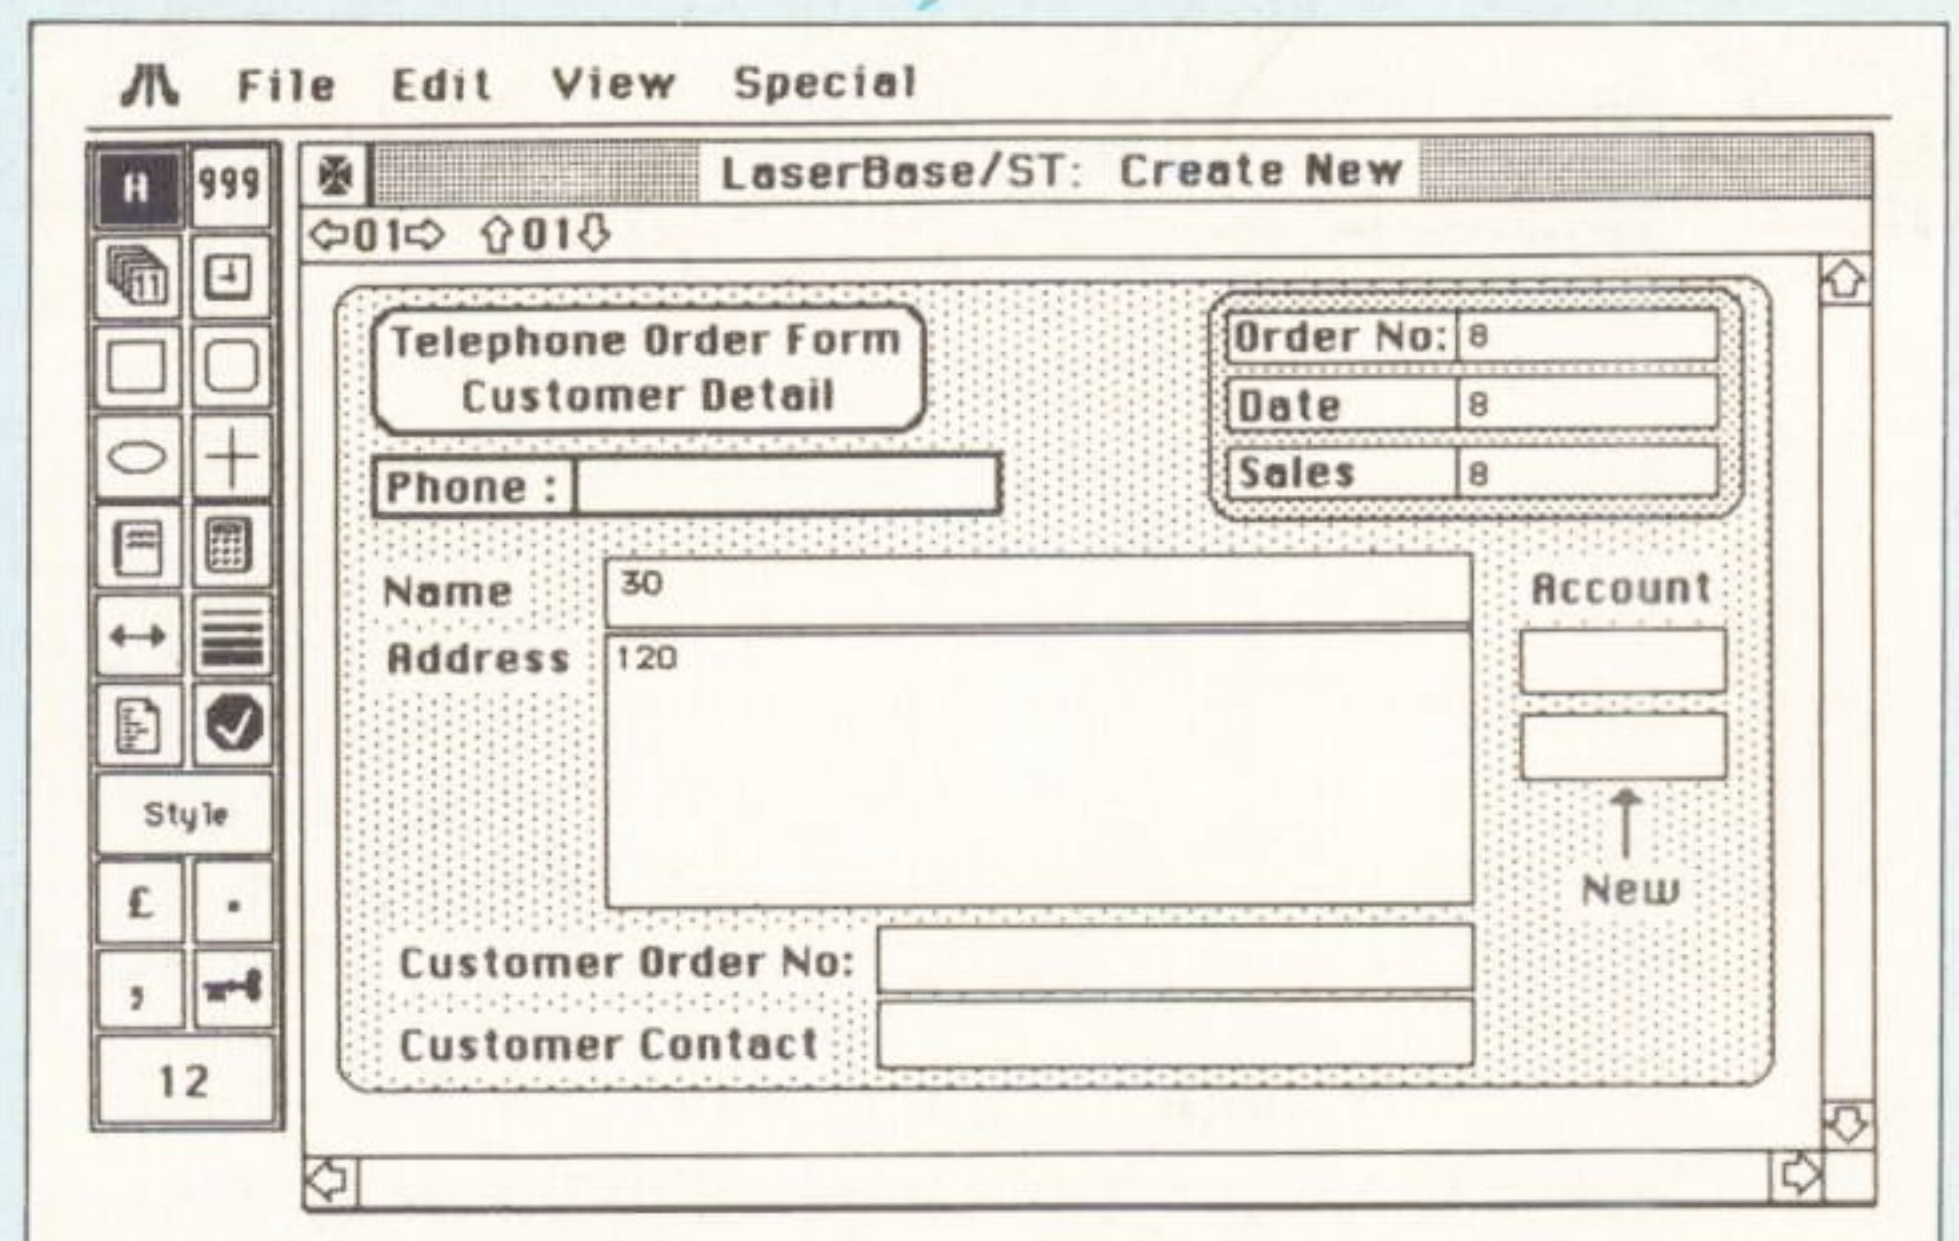 File Edit View Special
A 999
LaserBase/ST: Create New
01 01
11
Telephone Order Form
Customer Detail
Order No: 8
Date 8
Sales 8
Phone :
Name 30
Account
Address 120
Style
New
£ .
Customer Order No:
,
Customer Contact
12